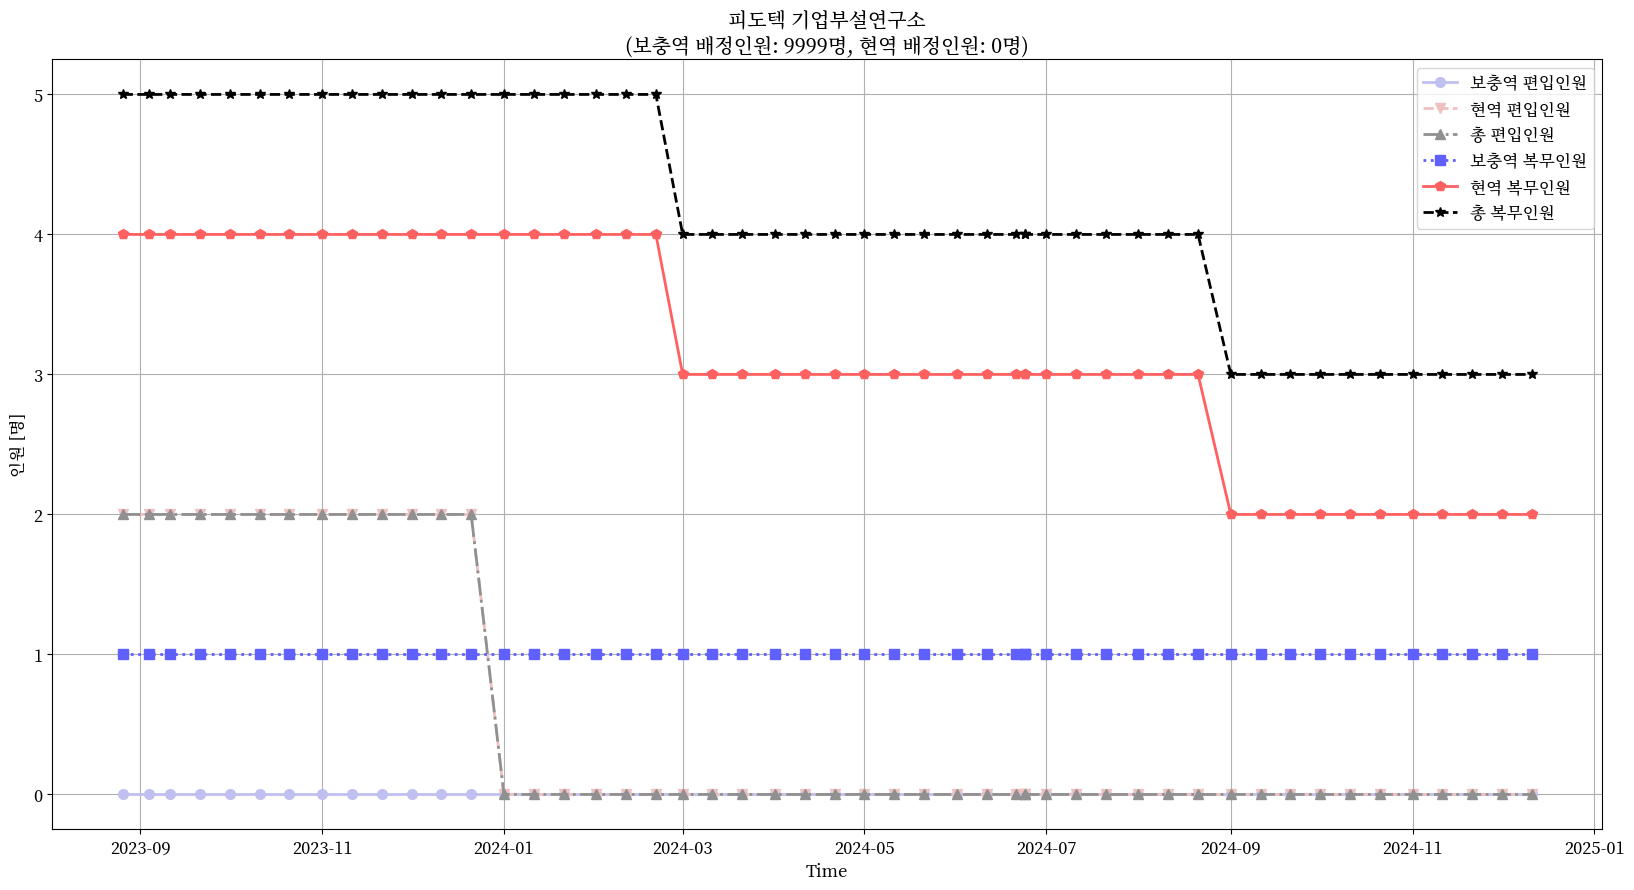 피도텍 기업부설연구소
(보충역 배정인원: 9999명, 현역 배정인원: 0명)
보충역 편입인원
현역 편입인원
총 편입인원
보충역 복무인원
현역 복무인원
총 복무인원
5
4
3
2
1
0
인원 [명]
2023-09
2023-11
2024-01
2024-03
2024-05
2024-07
2024-09
2024-11
2025-01
Time